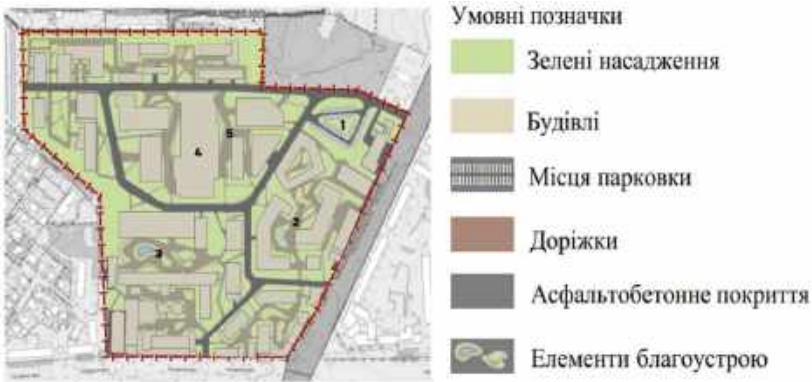 Умовні позначки
Зелені насадження
Будівлі
Місця парковки
Доріжки
Асфальтобетонне покриття
Елементи благоустрою
1
5
4
2
3